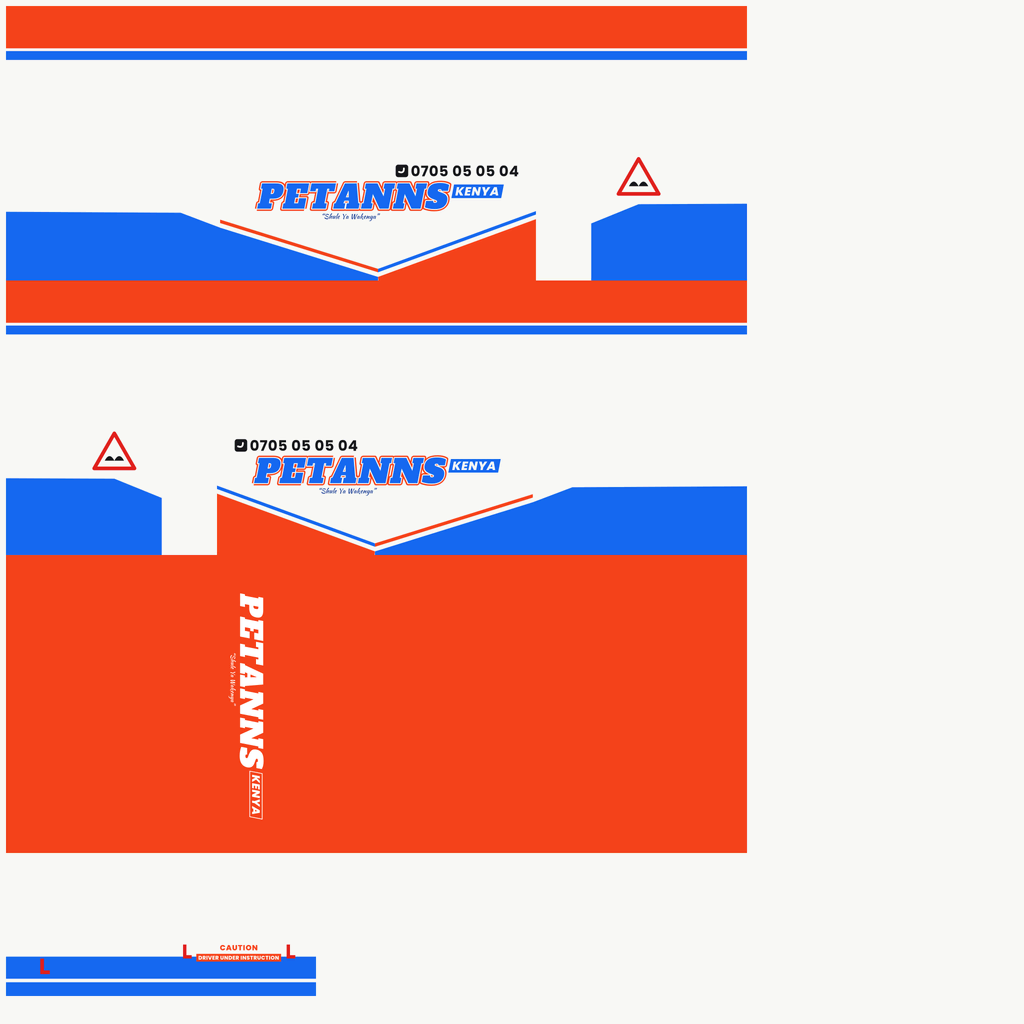 0705 05 05 04
PETANNS KENYA
"Shule Ya Wakenya"
0705 05 05 04
PETANNS KENYA
"Shule Ya Wakenya"
PETANNS KENYA
"Shule Ya Wakenya"
L CAUTION L
DRIVER UNDER INSTRUCTION
L